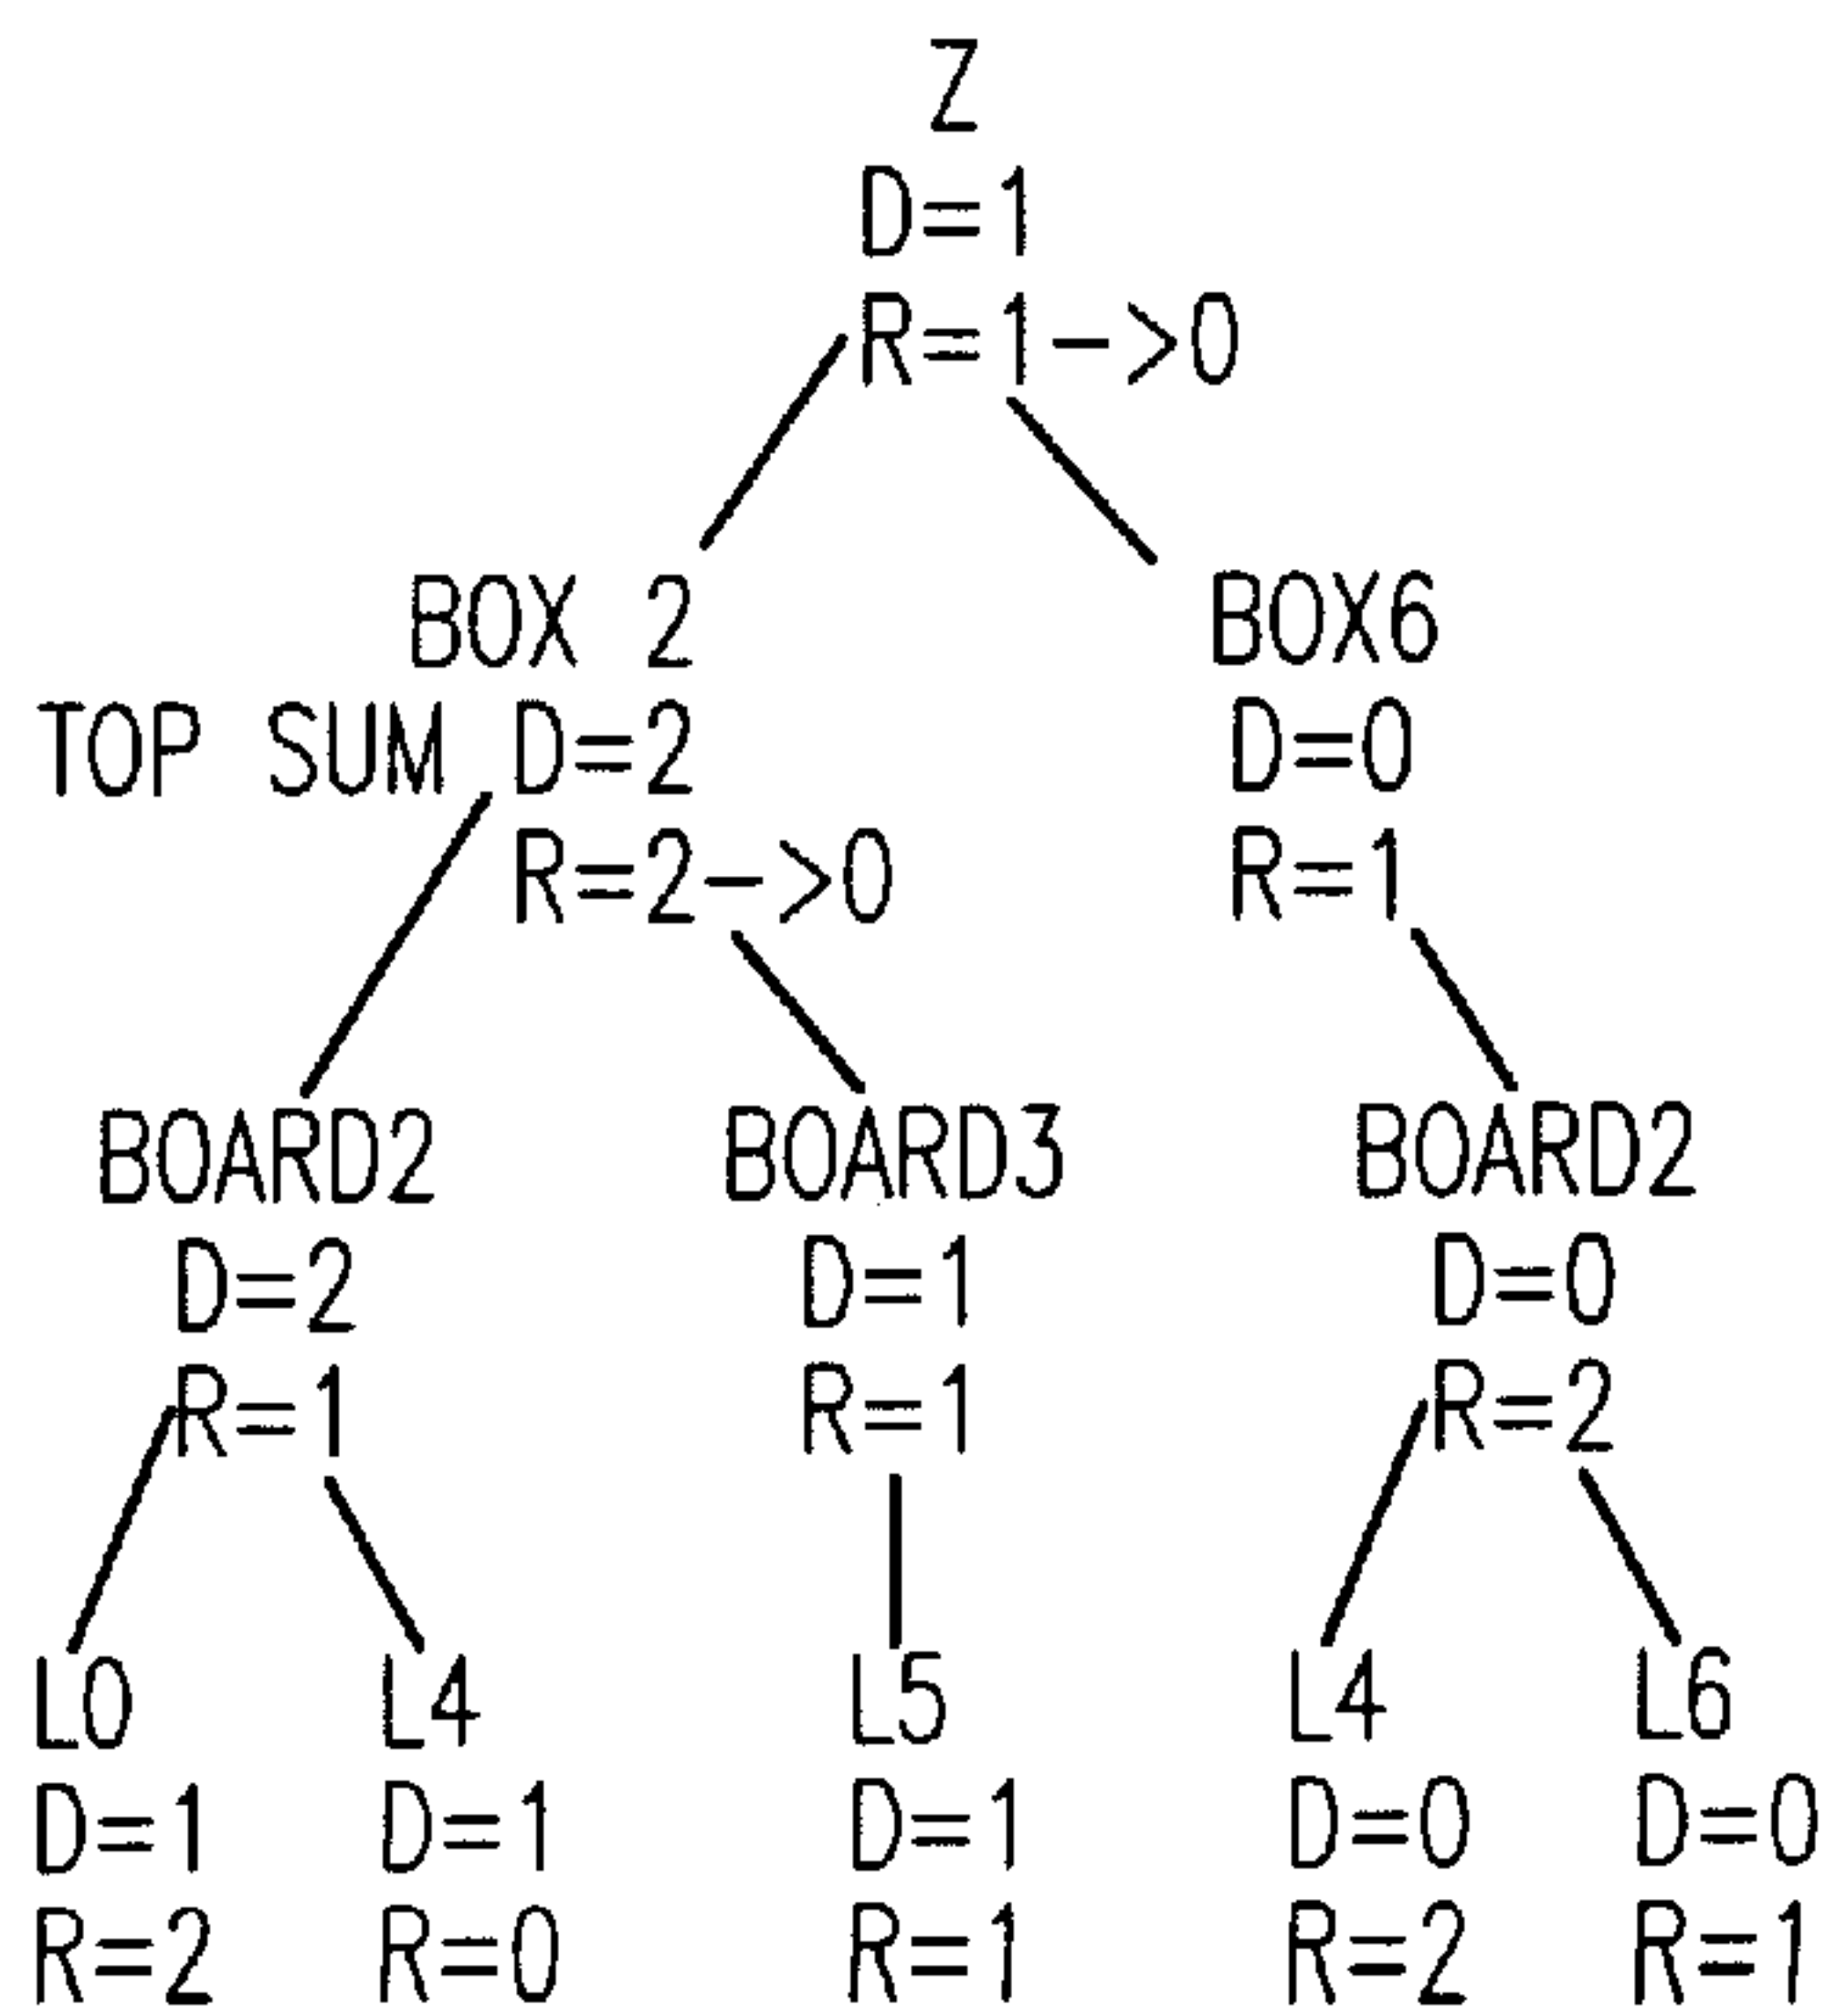 Z
D=1
R=1->0
BOX 2 BOX6
TOP SUM D=2 D=0
R=2->0 R=1
BOARD2 BOARD3 BOARD2
D=2 D=1 D=0
R=1 R=1 R=2
L0 L4 L5 L4 L6
D=1 D=1 D=1 D=0 D=0
R=2 R=0 R=1 R=2 R=1